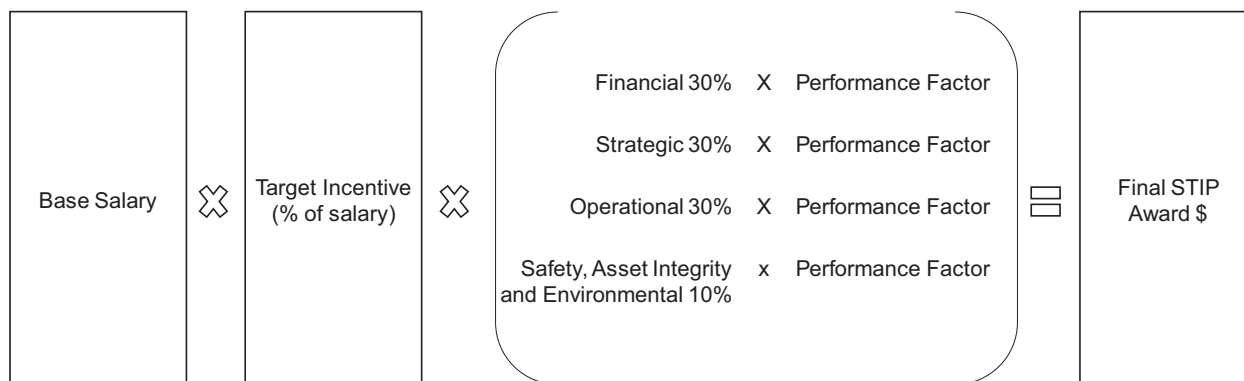 Base Salary
Target Incentive
(% of salary)
Financial 30% X Performance Factor
Strategic 30% X Performance Factor
Operational 30% X Performance Factor
Safety, Asset Integrity x Performance Factor
and Environmental 10%
Final STIP
Award $